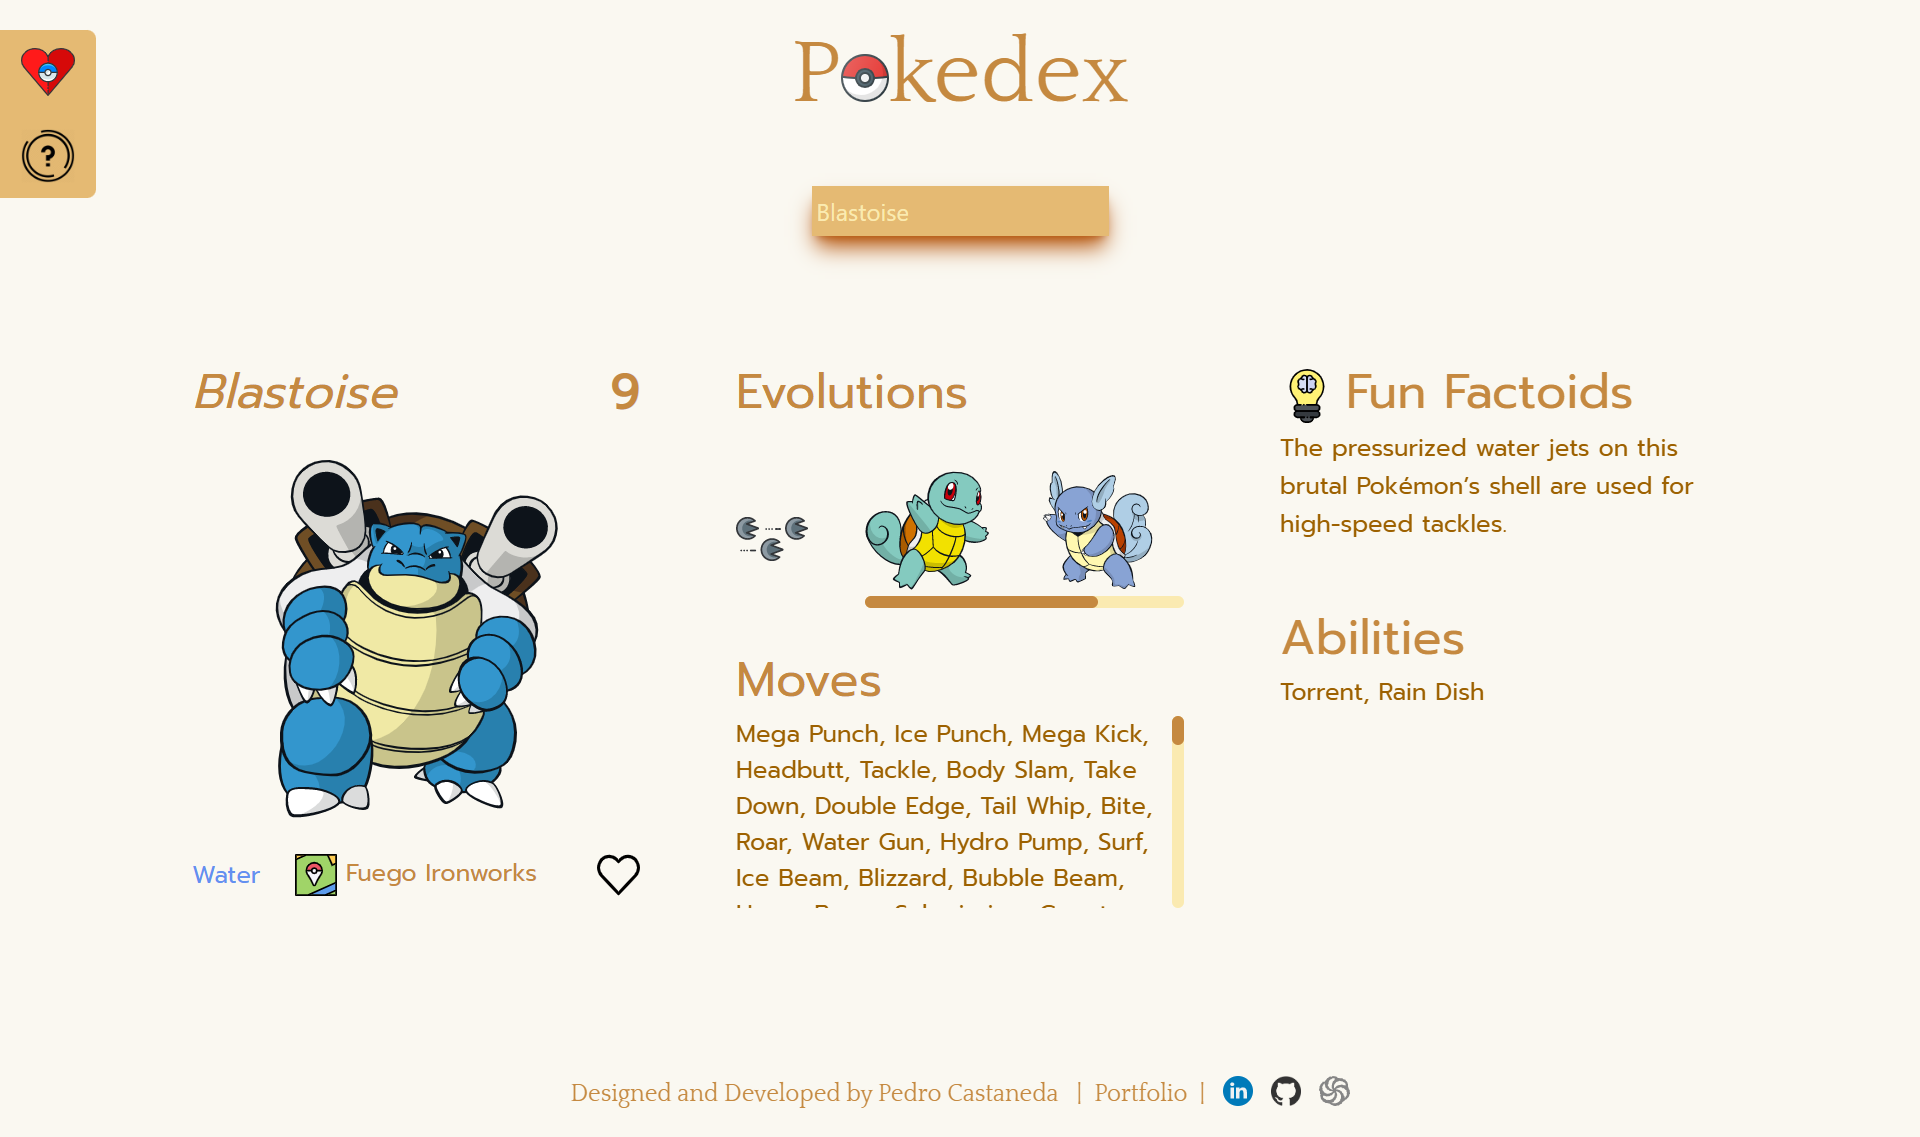 Pokedex
Blastoise
Blastoise 9
Water
Fuego Ironworks
Evolutions
Moves
Mega Punch, Ice Punch, Mega Kick,
Headbutt, Tackle, Body Slam, Take
Down, Double Edge, Tail Whip, Bite,
Roar, Water Gun, Hydro Pump, Surf,
Ice Beam, Blizzard, Bubble Beam,
Fun Factoids
The pressurized water jets on this
brutal Pokémon’s shell are used for
high-speed tackles.
Abilities
Torrent, Rain Dish
Designed and Developed by Pedro Castaneda | Portfolio |